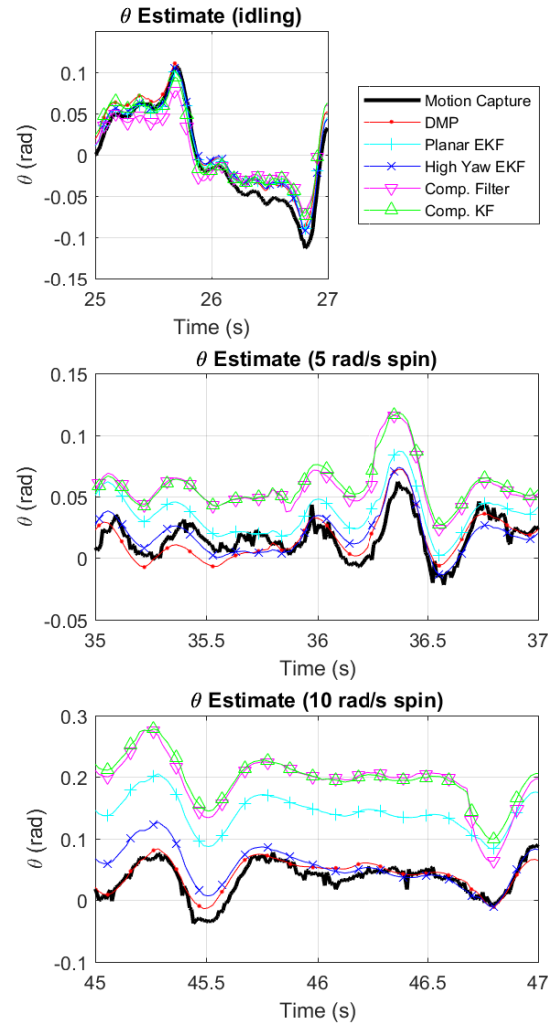 θ Estimate (idling)
0.1
0.05
0
-0.05
-0.1
-0.15
θ (rad)
25
26
27
Time (s)
Motion Capture
DMP
Planar EKF
High Yaw EKF
Comp. Filter
Comp. KF
θ Estimate (5 rad/s spin)
0.15
0.1
0.05
0
-0.05
θ (rad)
35
35.5
36
36.5
37
Time (s)
θ Estimate (10 rad/s spin)
0.3
0.2
0.1
0
-0.1
θ (rad)
45
45.5
46
46.5
47
Time (s)